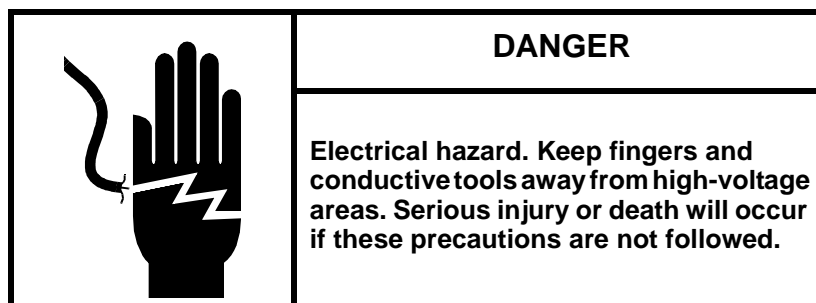 DANGER
Electrical hazard. Keep fingers and
conductive tools away from high-voltage
areas. Serious injury or death will occur
if these precautions are not followed.